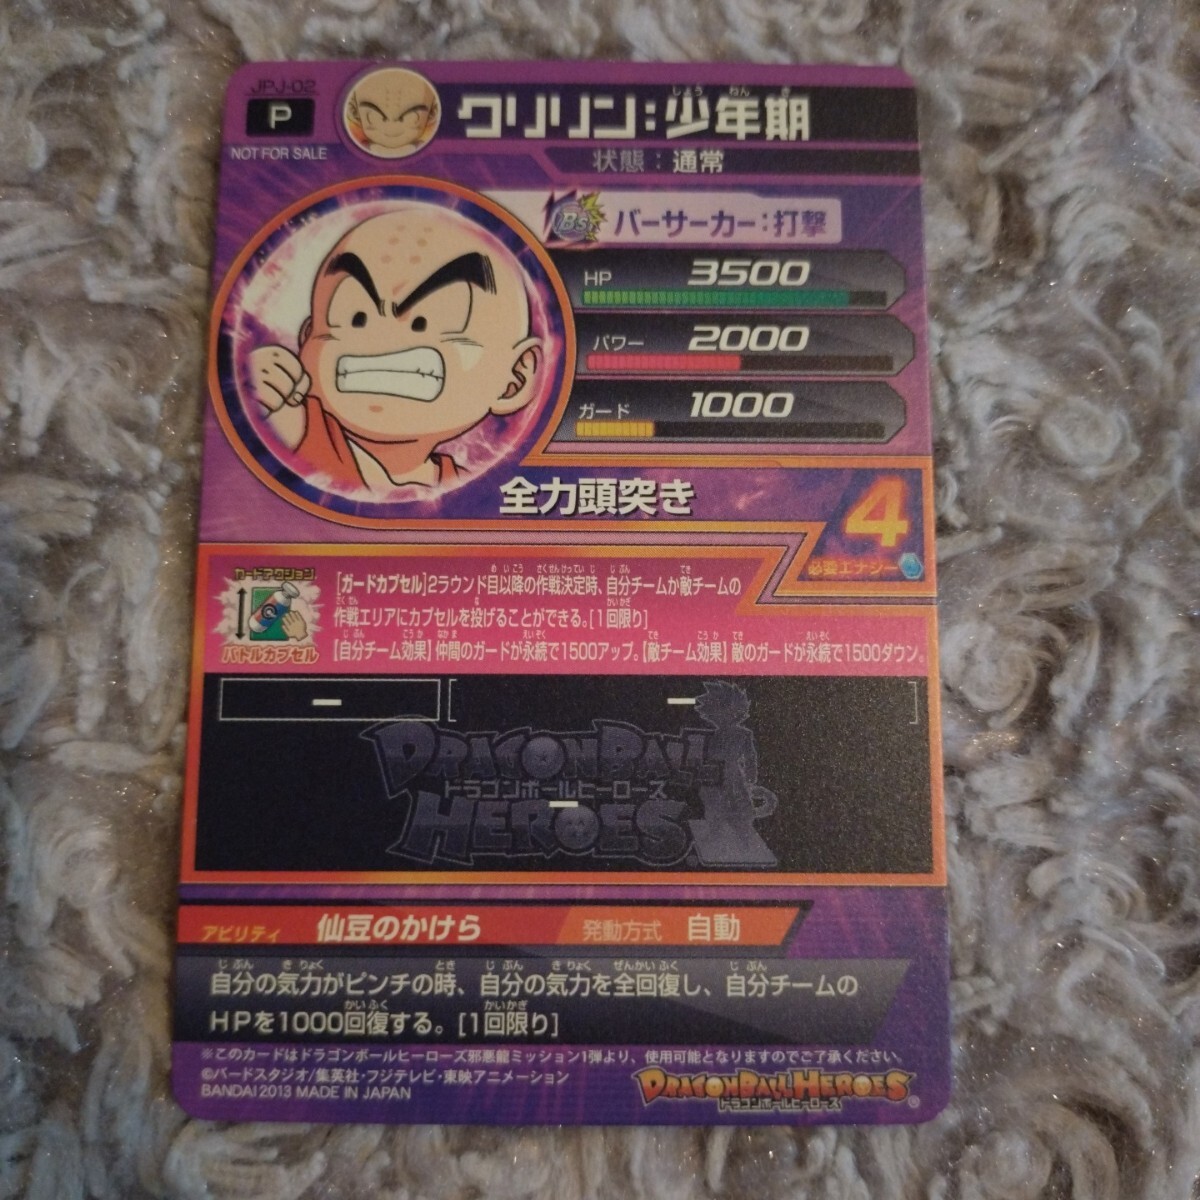 JPJ-02
P
NOT FOR SALE
クリリン:少年期
しょう ねん き
状態:通常
Bs バーサーカー:打撃
HP 3500
パワー 2000
ガード 1000
全力頭突き
4
必要エナジー
カードアクション
バトルカプセル
[ガードカプセル]2ラウンド目以降の作戦決定時、自分チームか敵チームの
作戦エリアにカプセルを投げることができる。[1回限り]
【自分チーム効果】仲間のガードが永続で1500アップ。【敵チーム効果】敵のガードが永続で1500ダウン。
ー [ ー ]
DRAGONBALL
ドラゴンボールヒーローズ
ー
HEROES
アビリティ 仙豆のかけら 発動方式 自動
自分の気力がピンチの時、自分の気力を全回復し、自分チームの
HPを1000回復する。[1回限り]
※このカードはドラゴンボールヒーローズ邪悪龍ミッション1弾より、使用可能となりますのでご了承ください。
©バードスタジオ/集英社・フジテレビ・東映アニメーション
BANDAI 2013 MADE IN JAPAN
DRAGONBALL HEROES
ドラゴンボールヒーローズ ®